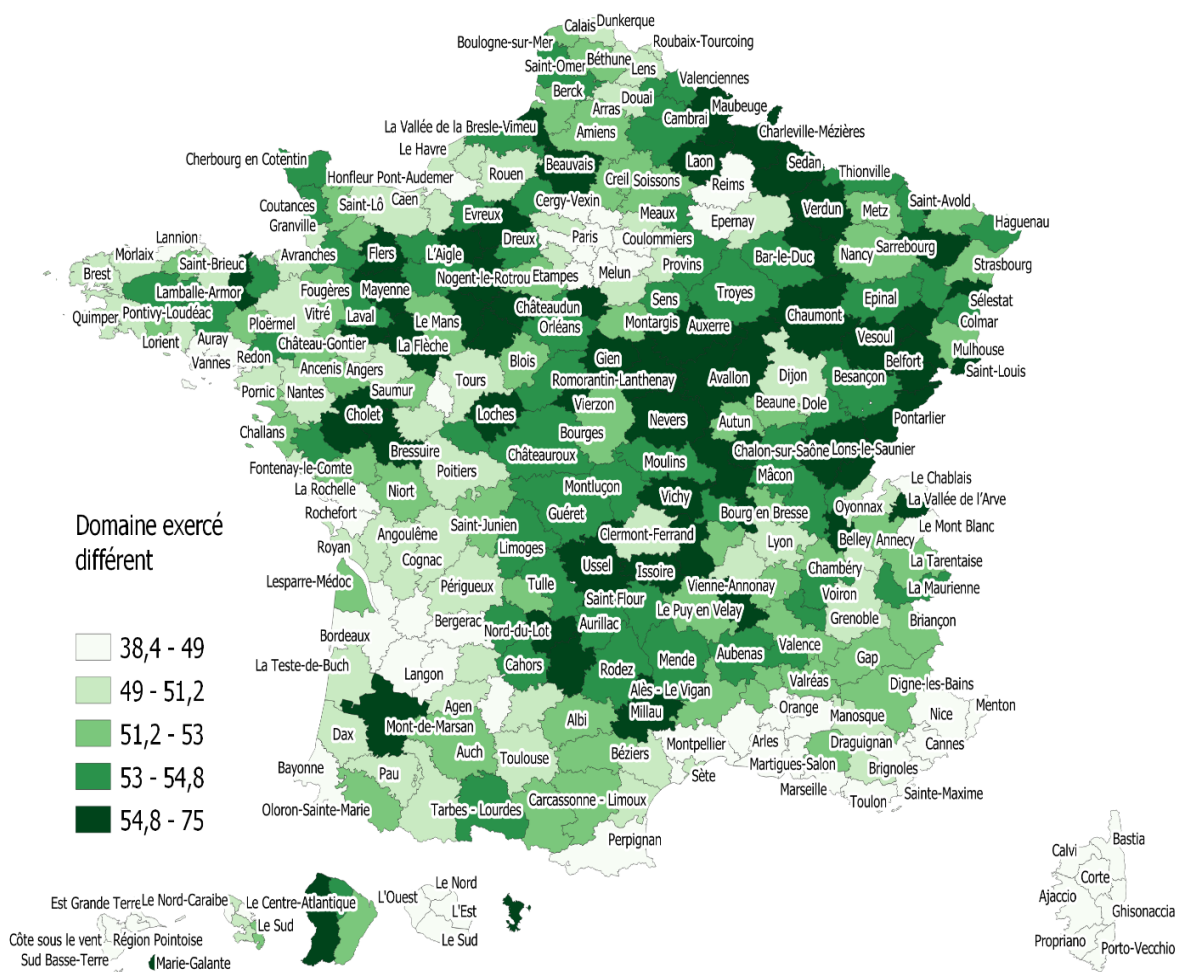 Calais
Dunkerque
Boulogne-sur-Mer
Roubaix-Tourcoing
Saint-Omer
Béthune
Lens
Valenciennes
Berck
Douai
Maubeuge
Arras
Cambrai
La Vallée de la Bresle-Vimeu
Amiens
Charleville-Mézières
Le Havre
Cherbourg en Cotentin
Beauvais
Laon
Sedan
Honfleur Pont-Audemer
Rouen
Creil
Soissons
Reims
Thionville
Coutances
Saint-Lô
Caen
Cergy-Vexin
Verdun
Metz
Saint-Avold
Granville
Evreux
Meaux
Epernay
Haguenau
Lannion
Morlaix
Avranches
Flers
L'Aigle
Dreux
Paris
Coulommiers
Bar-le-Duc
Nancy
Sarrebourg
Brest
Saint-Brieuc
Nogent-le-Rotrou
Etampes
Melun
Provins
Strasbourg
Lamballe-Armor
Fougères
Mayenne
Châteaudun
Sens
Troyes
Epinal
Sélestat
Quimper
Pontivy-Loudéac
Ploërmel
Vitré
Laval
Le Mans
Orléans
Montargis
Auxerre
Chaumont
Colmar
Lorient
Auray
Château-Gontier
La Flèche
Vesoul
Mulhouse
Vannes
Redon
Ancenis
Angers
Blois
Gien
Belfort
Saint-Louis
Pornic
Nantes
Saumur
Tours
Romorantin-Lanthenay
Avallon
Dijon
Besançon
Cholet
Loches
Vierzon
Nevers
Beaune
Dole
Pontarlier
Challans
Bourges
Autun
Bressuire
Châteauroux
Chalon-sur-Saône
Lons-le-Saunier
Fontenay-le-Comte
Poitiers
Moulins
Mâcon
Le Chablais
La Rochelle
Niort
Montluçon
Vichy
La Vallée de l'Arve
Rochefort
Guéret
Bourg en Bresse
Oyonnax
Le Mont Blanc
Domaine exercé
différent
Royan
Angoulême
Saint-Junien
Limoges
Clermont-Ferrand
Lyon
Belley
Annecy
Cognac
Ussel
Issoire
Chambéry
La Tarentaise
Lesparre-Médoc
Périgueux
Tulle
Vienne-Annonay
Voiron
La Maurienne
Saint Flour
Le Puy en Velay
Grenoble
Briançon
Bordeaux
Bergerac
Nord-du-Lot
Aurillac
38,4 - 49
La Teste-de-Buch
Langon
Cahors
Rodez
Mende
Aubenas
Valence
Gap
49 - 51,2
Alès - Le Vigan
Valréas
Digne-les-Bains
51,2 - 53
Agen
Millau
Orange
Manosque
Nice
Menton
Dax
Mont-de-Marsan
Albi
53 - 54,8
Bayonne
Pau
Auch
Toulouse
Béziers
Montpellier
Arles
Draguignan
Cannes
54,8 - 75
Sète
Martigues-Salon
Brignoles
Oloron-Sainte-Marie
Tarbes - Lourdes
Carcassonne - Limoux
Marseille
Toulon
Sainte-Maxime
Perpignan
Bastia
Calvi
Corte
Ajaccio
Ghisonaccia
Propriano
Porto-Vecchio
Est Grande Terre
Le Nord-Caraibe
Le Centre-Atlantique
L'Ouest
Le Nord
Côte sous le vent
Région Pointoise
Le Sud
L'Est
Sud Basse-Terre
Marie-Galante
Le Sud